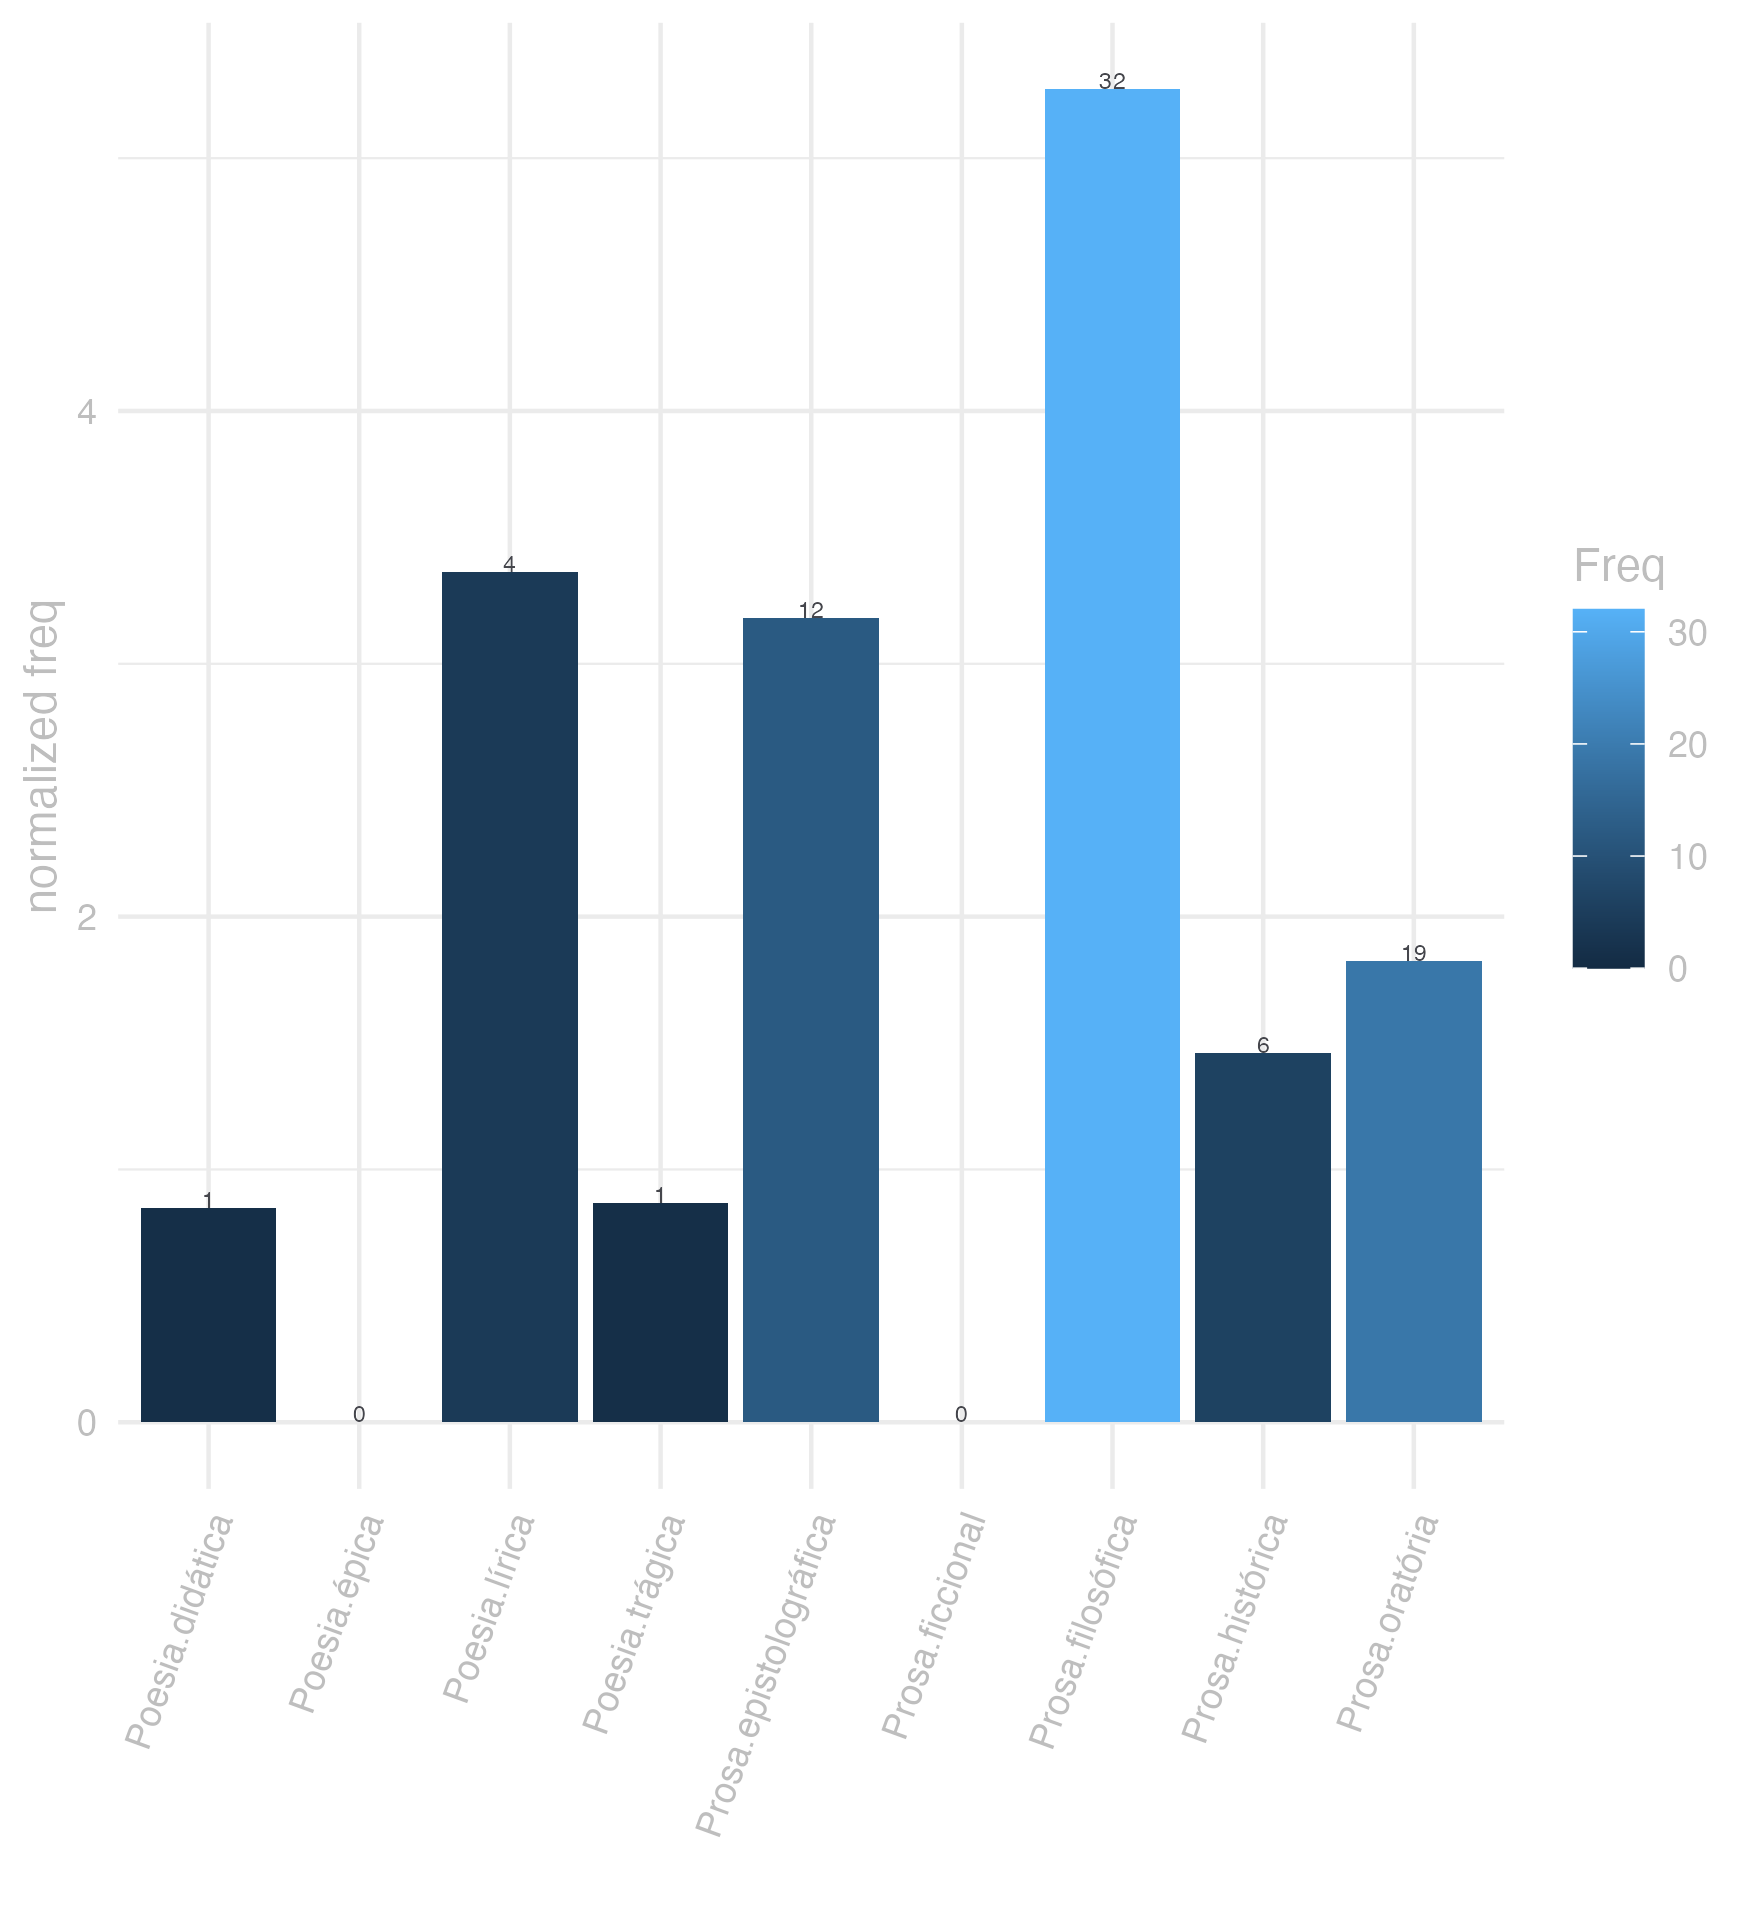 32
4
12
19
6
1
1
0
0
normalized freq
4
2
0
Poesia.didática
Poesia.épica
Poesia.lírica
Poesia.trágica
Prosa.epistolográfica
Prosa.ficcional
Prosa.filosófica
Prosa.histórica
Prosa.oratória
Freq
30
20
10
0